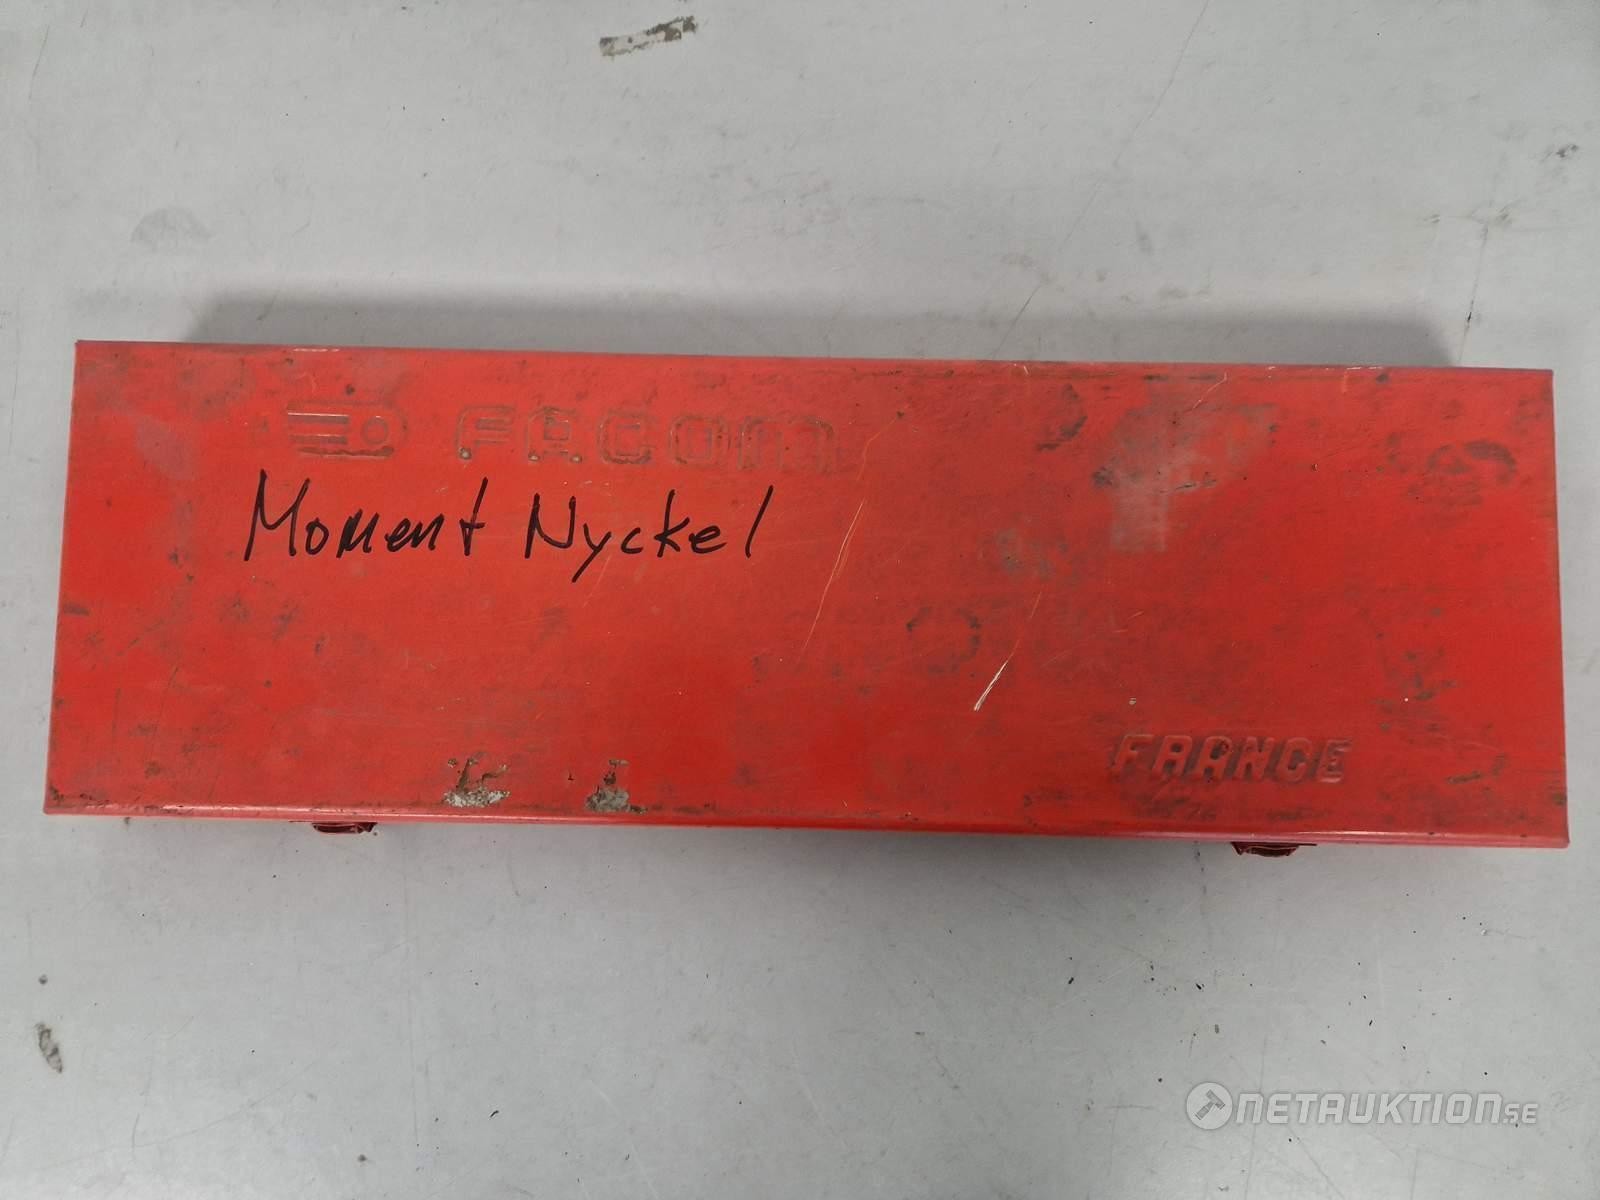 FACOM
Moment Nyckel
FRANCE
NETAUKTION.SE